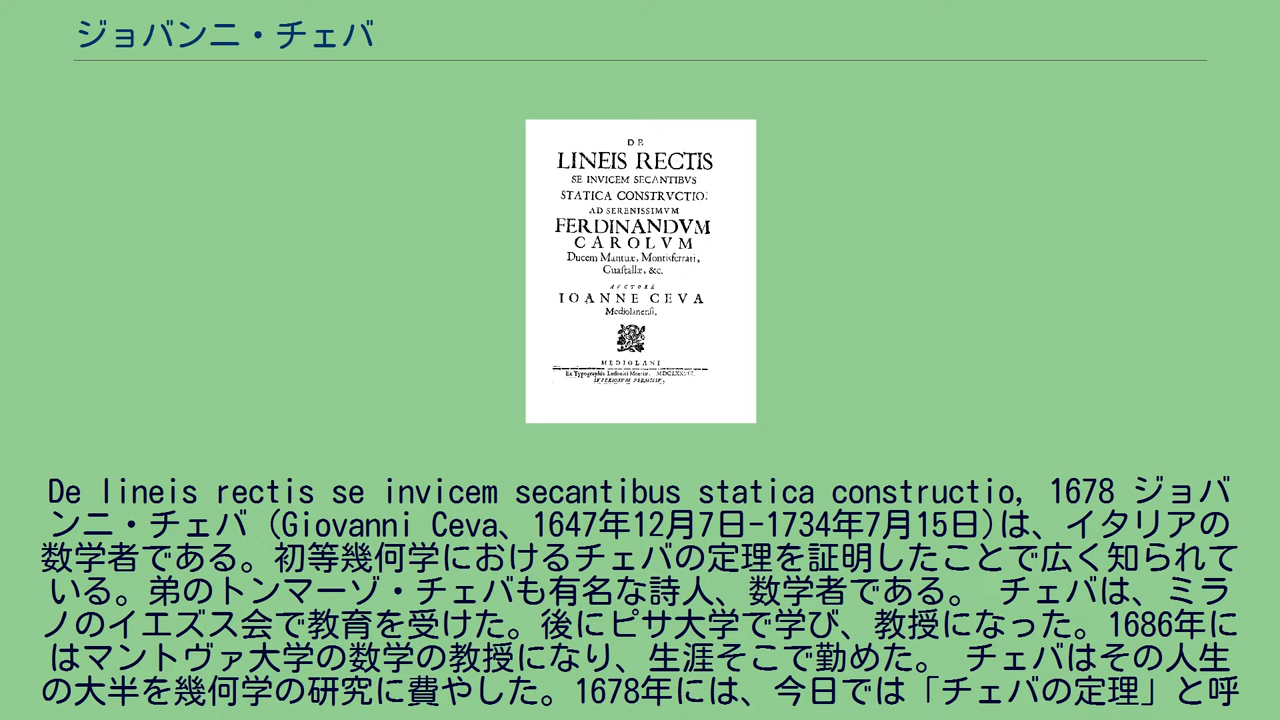 ジョバンニ・チェバ
DE
LINEIS RECTIS
SE INVICEM SECANTIBVS
STATICA CONSTRVCTIO:
AD SERENISSIMVM
FERDINANDVM
CAROLVM
Ducem Mantuæ, Montisferrati,
Guastallæ, &c.
AVCTORE
IOANNE CEVA
Mediolanensi.
MEDIOLANI
Ex Typographia Ludouici Montiæ.
SVPERIORVM PERMISSV.
De lineis rectis se invicem secantibus statica constructio, 1678 ジョバ
ンニ・チェバ (Giovanni Ceva、1647年12月7日-1734年7月15日)は、イタリアの
数学者である。初等幾何学におけるチェバの定理を証明したことで広く知られて
いる。弟のトンマーゾ・チェバも有名な詩人、数学者である。 チェバは、ミラ
ノのイエズス会で教育を受けた。後にピサ大学で学び、教授になった。1686年に
はマントヴァ大学の数学の教授になり、生涯そこで勤めた。 チェバはその人生
の大半を幾何学の研究に費やした。1678年には、今日では「チェバの定理」と呼